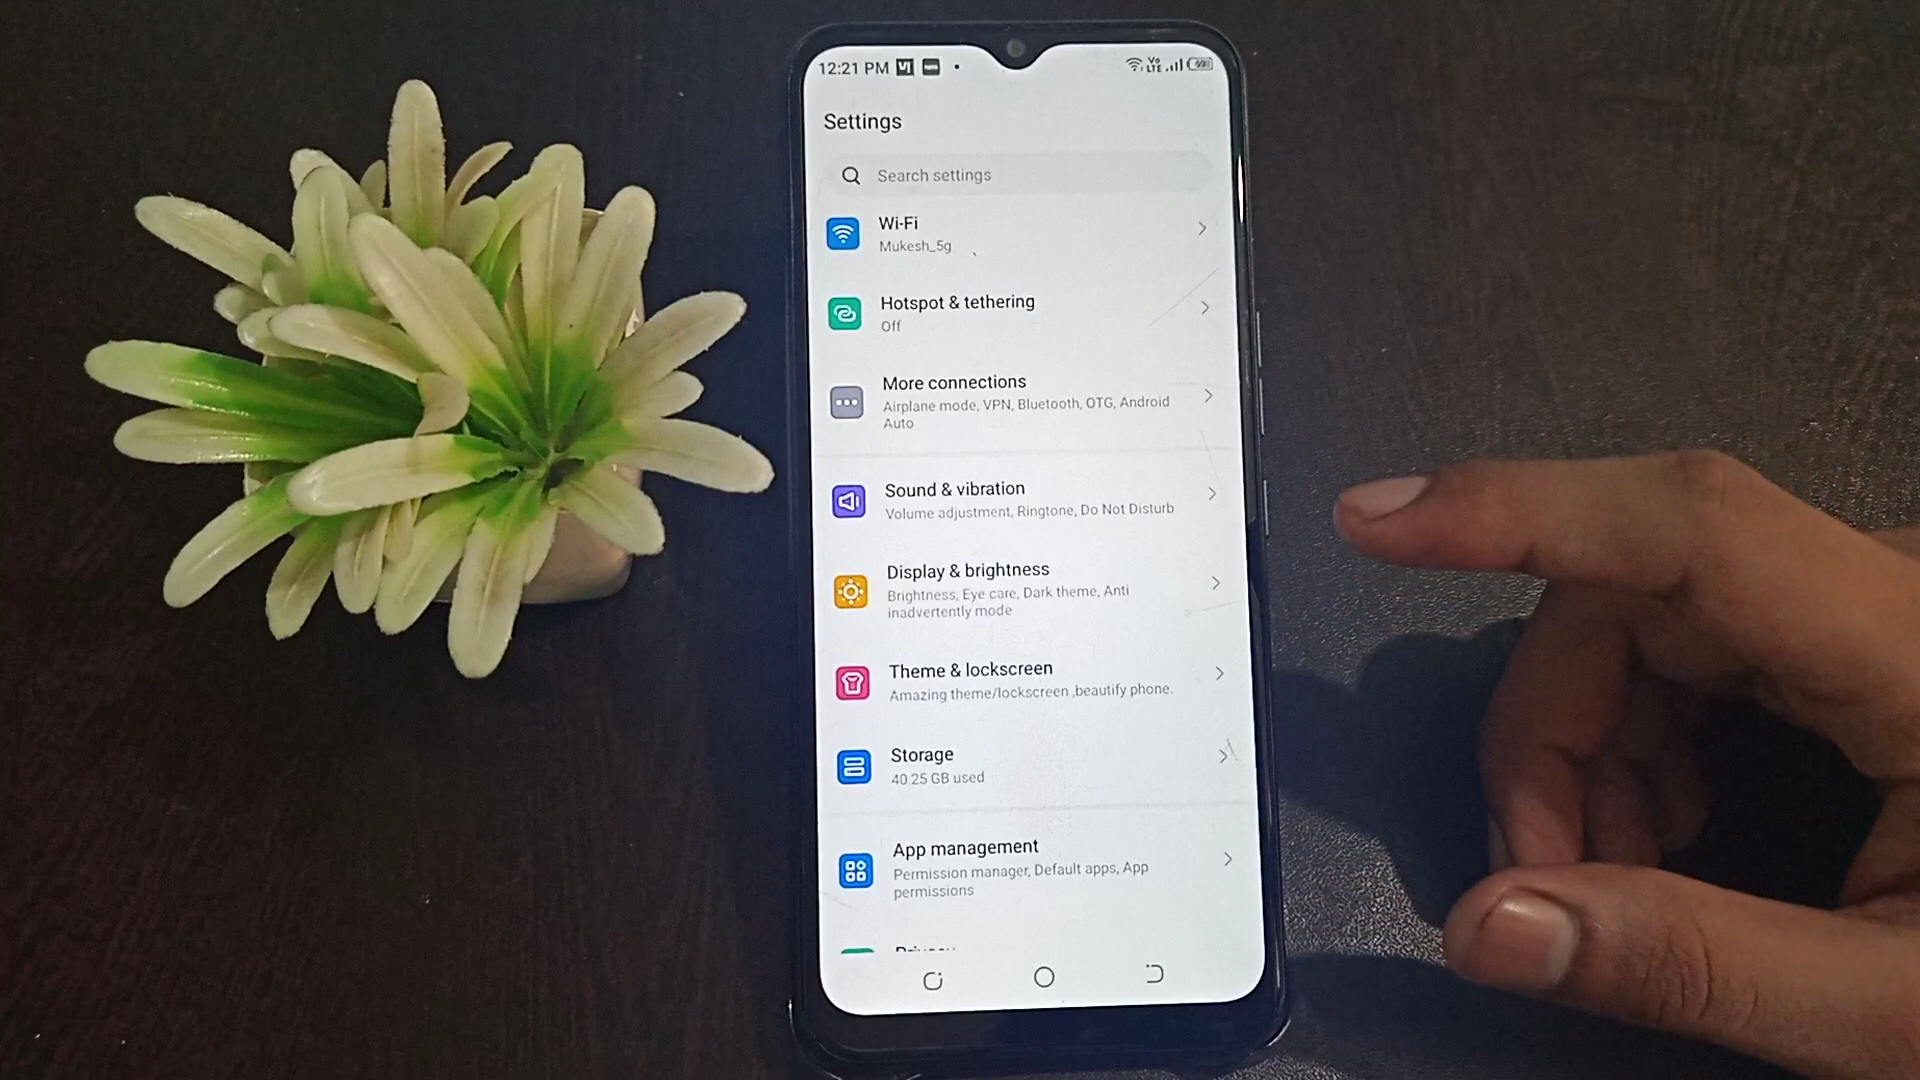 12:21 PM
Vo
LTE
Settings
Search settings
Wi-Fi
Mukesh_5g
Hotspot & tethering
Off
More connections
Airplane mode, VPN, Bluetooth, OTG, Android
Auto
Sound & vibration
Volume adjustment, Ringtone, Do Not Disturb
Display & brightness
Brightness, Eye care, Dark theme, Anti
inadvertently mode
Theme & lockscreen
Amazing theme/lockscreen ,beautify phone.
Storage
40.25 GB used
App management
Permission manager, Default apps, App
permissions